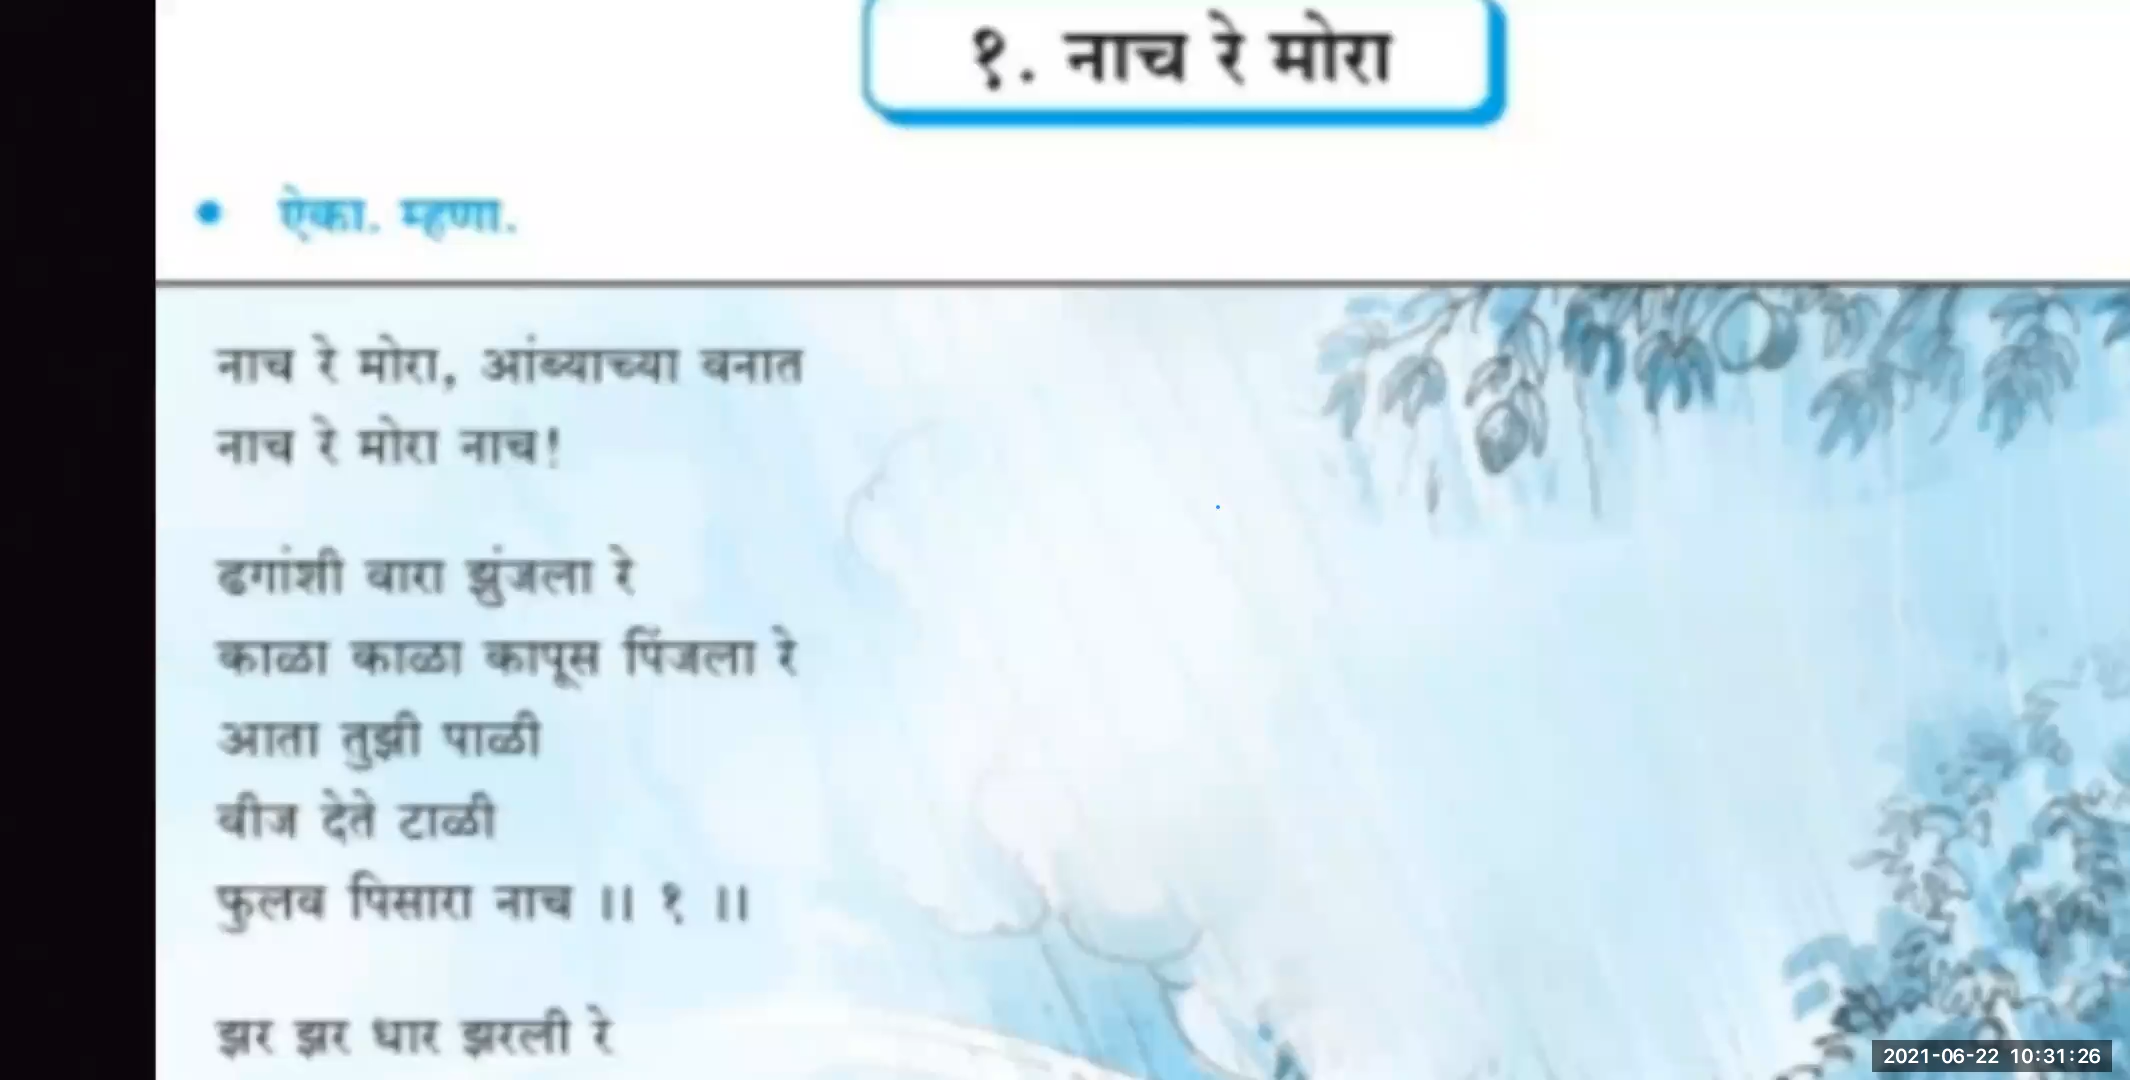 १. नाच रे मोरा
• ऐका. म्हणा.
नाच रे मोरा, आंब्याच्या वनात
नाच रे मोरा नाच!
ढगांशी वारा झुंजला रे
काळा काळा कापूस पिंजला रे
आता तुझी पाळी
वीज देते टाळी
फुलव पिसारा नाच ।। १ ।।
झर झर धार झरली रे
2021-06-22 10:31:26